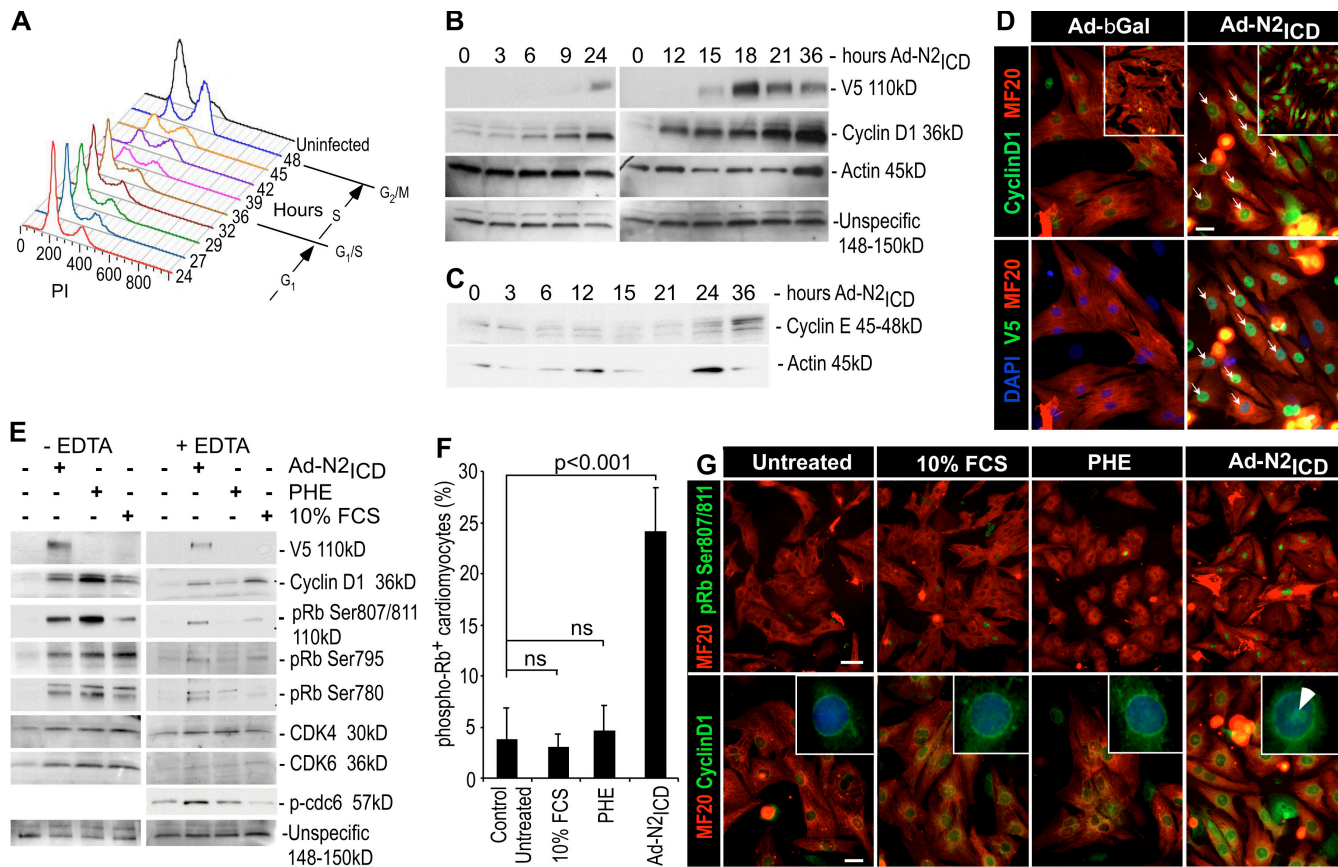 A
Uninfected
48
45
42
39
36
32
29
27
24
Hours
G2/M
S
G1/S
G1
0 200 400 600 800
PI
B
0 3 6 9 24 0 12 15 18 21 36 - hours Ad-N2ICD
- V5 110kD
- Cyclin D1 36kD
- Actin 45kD
-Unspecific
148-150kD
C
0 3 6 12 15 21 24 36 - hours Ad-N2ICD
- Cyclin E 45-48kD
- Actin 45kD
D
Ad-bGal Ad-N2ICD
CyclinD1 MF20
DAPI V5 MF20
E
- EDTA + EDTA
- + - - - + - - Ad-N2ICD
- - + - - - + - PHE
- - - + - - - + 10% FCS
- V5 110kD
- Cyclin D1 36kD
- pRb Ser807/811
110kD
- pRb Ser795
- pRb Ser780
- CDK4 30kD
- CDK6 36kD
- p-cdc6 57kD
-Unspecific
148-150kD
F
phospho-Rb+ cardiomyocytes (%)
40
35
30
25
20
15
10
5
0
p<0.001
ns
ns
Control
Untreated
10% FCS
PHE
Ad-N2ICD
G
Untreated 10% FCS PHE Ad-N2ICD
MF20 pRb Ser807/811
MF20 CyclinD1